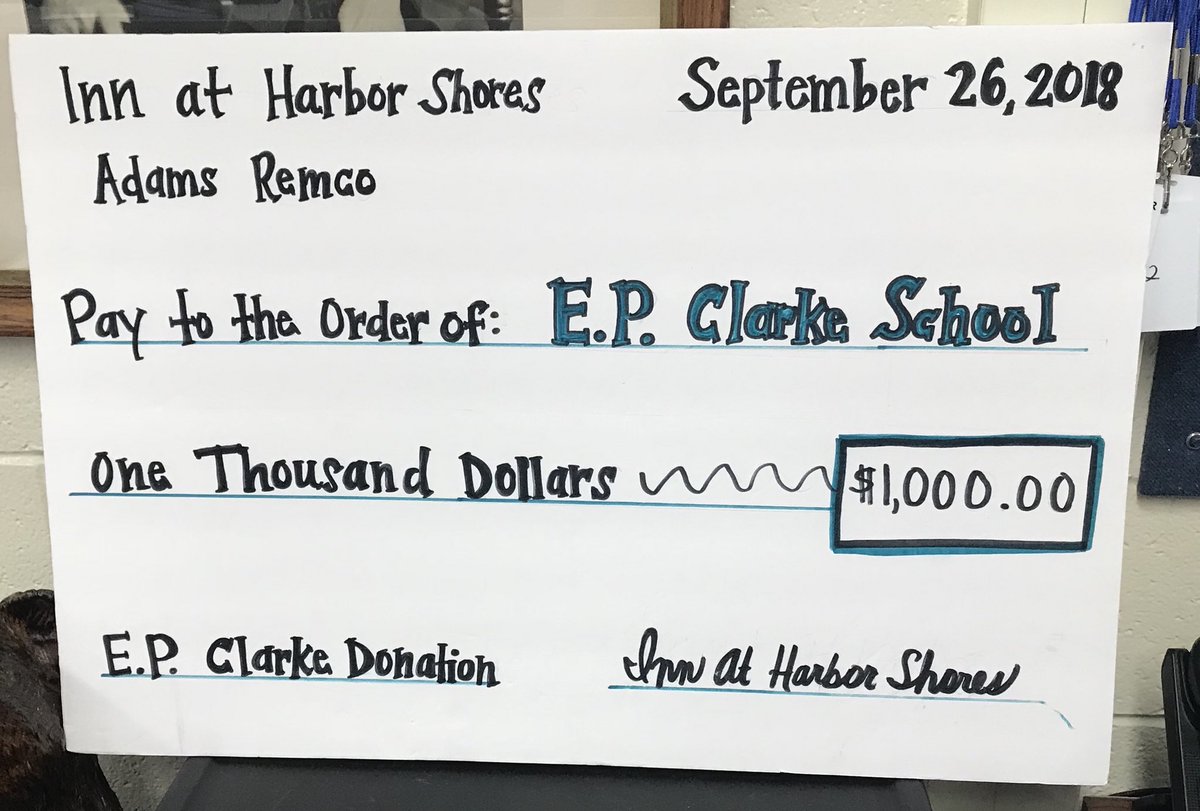 Inn at Harbor Shores September 26, 2018
Adams Remco
Pay to the Order of: E.P. Clarke School
One Thousand Dollars $1,000.00
E.P. Clarke Donation Inn At Harbor Shores
2